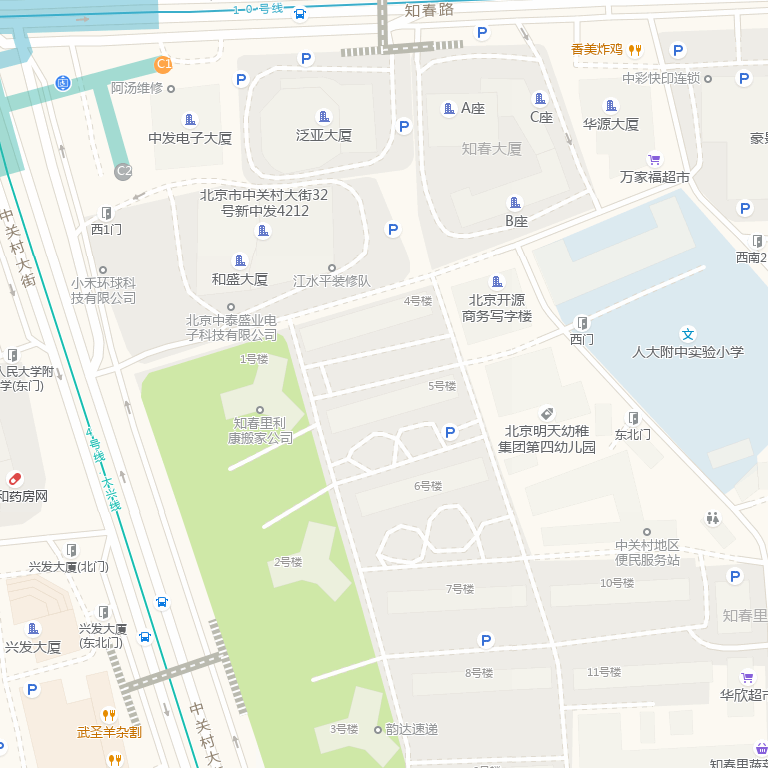 10号线
知春路
香美炸鸡
C1
中彩快印连锁
阿汤维修
A座
C座
中发电子大厦
泛亚大厦
华源大厦
知春大厦
万家福超市
C2
北京市中关村大街32
号新中发4212
B座
西1门
中关村大街
西南2
和盛大厦
江水平装修队
小禾环球科
技有限公司
北京开源
商务写字楼
4号楼
北京中泰盛业电
子科技有限公司
西门
人大附中实验小学
1号楼
人民大学附
学(东门)
5号楼
知春里利
康搬家公司
东北门
北京明天幼稚
集团第四幼儿园
4号线 大兴线
6号楼
和药房网
中关村地区
便民服务站
2号楼
兴发大厦(北门)
7号楼
10号楼
知春里
兴发大厦
(东北门)
兴发大厦
8号楼
11号楼
华欣超市
中关村大街
武圣羊杂割
3号楼
韵达速递
知春里蔬菜